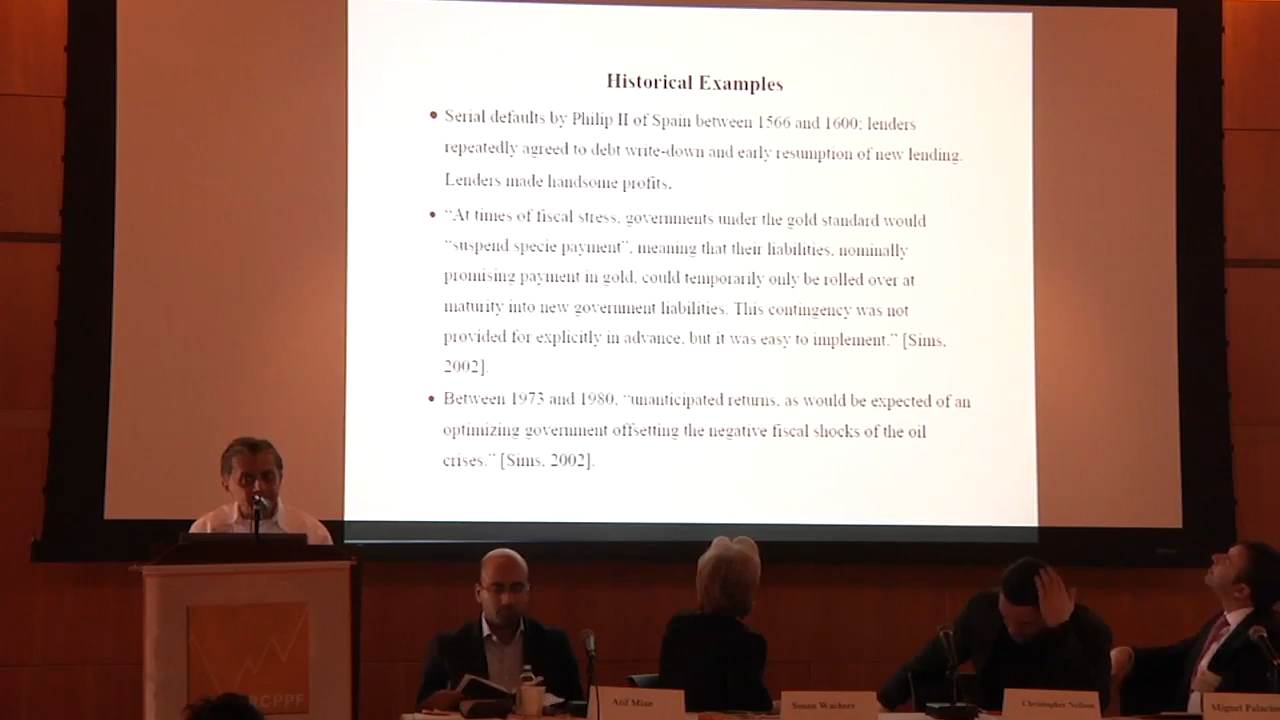 Historical Examples
• Serial defaults by Philip II of Spain between 1566 and 1600; lenders
repeatedly agreed to debt write-down and early resumption of new lending.
Lenders made handsome profits.
• “At times of fiscal stress, governments under the gold standard would
“suspend specie payment”, meaning that their liabilities, nominally
promising payment in gold, could temporarily only be rolled over at
maturity into new government liabilities. This contingency was not
provided for explicitly in advance, but it was easy to implement.” [Sims,
2002].
• Between 1973 and 1980, “unanticipated returns, as would be expected of an
optimizing government offsetting the negative fiscal shocks of the oil
crises.” [Sims, 2002].
RCPPF
Atif Mian
Susan Wachter
Christopher Nellson
Miguel Palacio